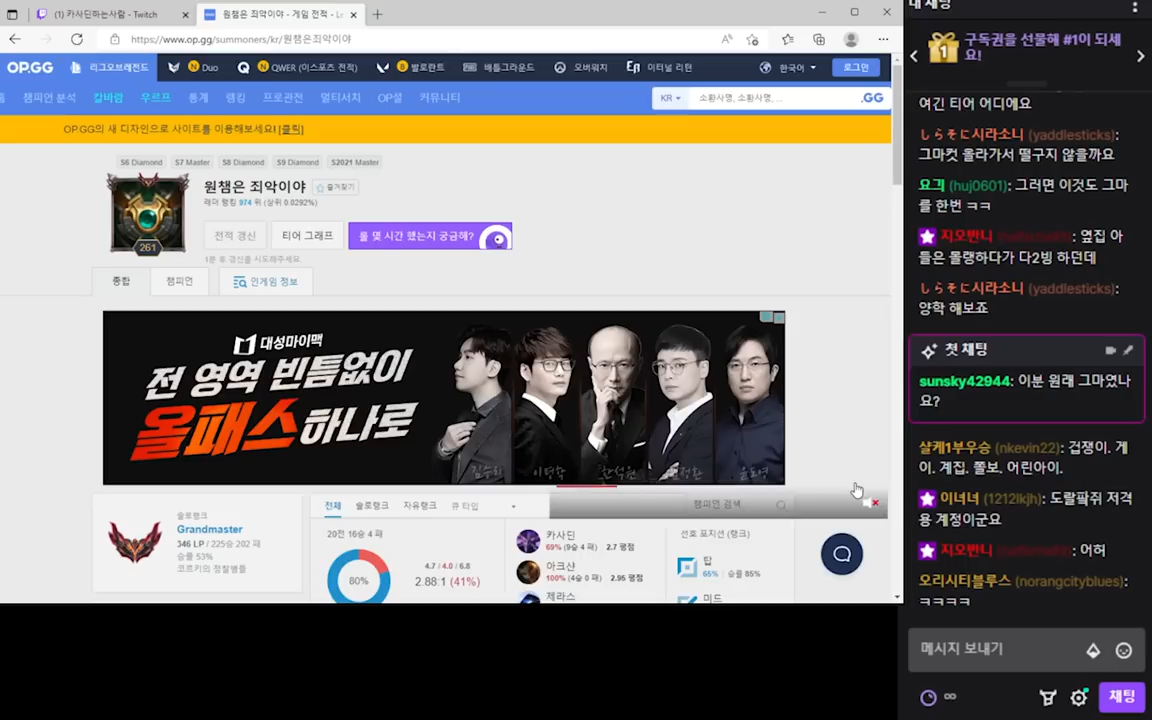 (1) 카사딘하는사람 - Twitch
원챔은 죄악이야 - 게임 전적 - L
https://www.op.gg/summoners/kr/원챔은죄악이야
OP.GG
리그오브레전드
Duo
QWER (이스포츠 전적)
발로란트
배틀그라운드
오버워치
이터널 리턴
한국어
로그인
홈
챔피언 분석
칼바람
우르프
통계
랭킹
프로관전
멀티서치
OP셜
커뮤니티
KR
소환사명, 소환사명, ...
.GG
OP.GG의 새 디자인으로 사이트를 이용해보세요! [클릭]
S6 Diamond
S7 Master
S8 Diamond
S9 Diamond
S2021 Master
원챔은 죄악이야
즐겨찾기
래더 랭킹 974 위 (상위 0.0292%)
261
전적 갱신
티어 그래프
롤 몇 시간 했는지 궁금해?
1분 후 갱신을 시도해주세요.
종합
챔피언
인게임 정보
대성마이맥
전 영역 빈틈없이
올패스 하나로
솔로랭크
Grandmaster
346 LP / 225승 202 패
승률 53%
코르키의 정찰병들
전체
솔로랭크
자유랭크
큐 타입
챔피언 검색
20전 16승 4 패
80%
4.7 / 4.0 / 6.8
2.88:1 (41%)
카사딘
69% (9승 4 패)
2.7 평점
아크샨
100% (4승 0 패)
2.95 평점
제라스
선호 포지션 (랭크)
탑
65%
승률 85%
미드
내 채팅
구독권을 선물해 #1이 되세
요!
여긴 티어 어디에요
しらそに시라소니 (yaddlesticks):
그마컷 올라가서 떨구지 않을까요
요긔 (huj0601): 그러면 이것도 그마
를 한번 ㅋㅋ
지오반니
: 옆집 아
들은 몰랭하다가 다2빙 하던데
しらそに시라소니 (yaddlesticks):
양학 해보죠
첫 채팅
sunsky42944: 이분 원래 그마였나
요?
샬케1부우승 (nkevin22): 겁쟁이. 게
이. 계집. 쫄보. 어린아이.
이녀녀 (1212lkjh): 도랄팤쥐 저격
용 계정이군요
지오반니
: 어허
오리시티블루스 (norangcityblues):
ㅋㅋㅋㅋ
메시지 보내기
채팅